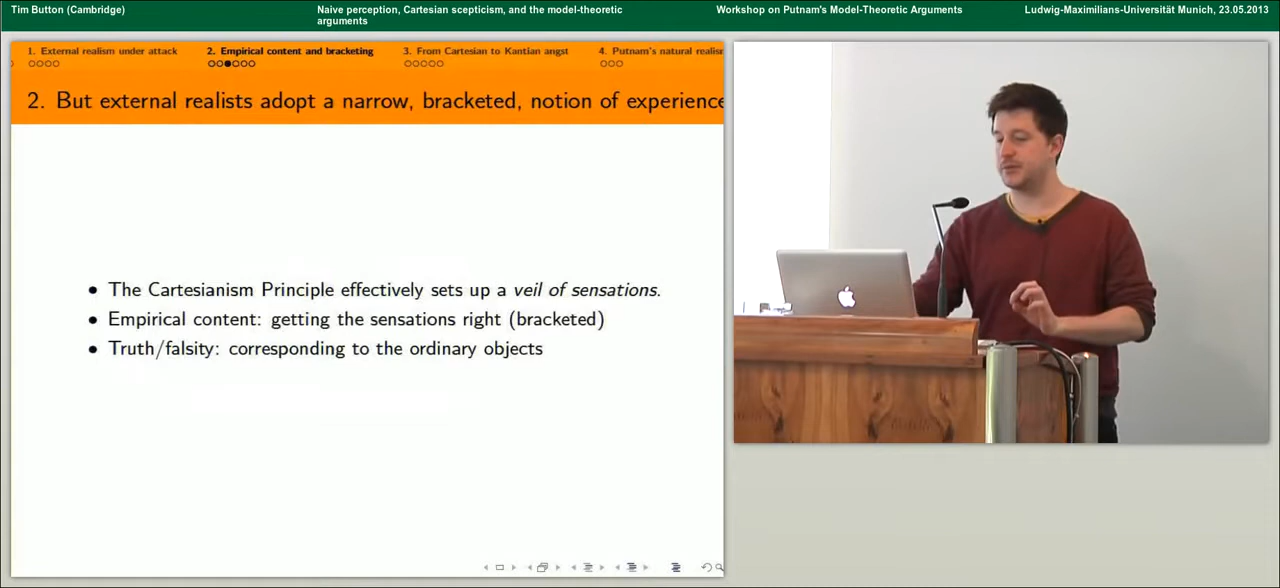 Tim Button (Cambridge)
Naive perception, Cartesian scepticism, and the model-theoretic
arguments
Workshop on Putnam's Model-Theoretic Arguments
Ludwig-Maximilians-Universität Munich, 23.05.2013
1. External realism under attack
2. Empirical content and bracketing
3. From Cartesian to Kantian angst
4. Putnam's natural realism
2. But external realists adopt a narrow, bracketed, notion of experience
• The Cartesianism Principle effectively sets up a veil of sensations.
• Empirical content: getting the sensations right (bracketed)
• Truth/falsity: corresponding to the ordinary objects